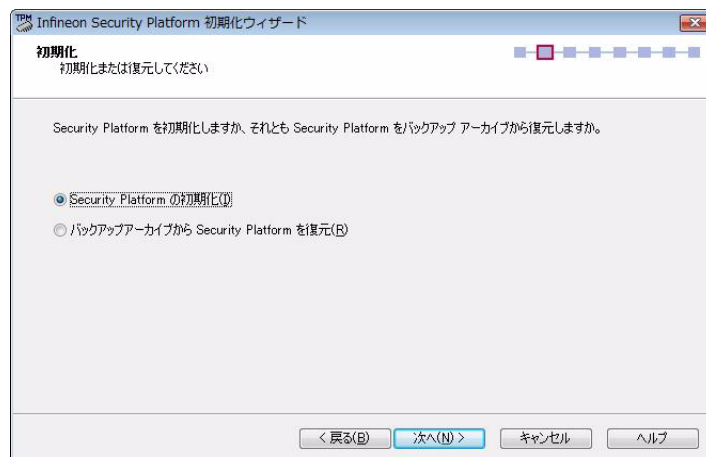 TPM Infineon Security Platform 初期化ウィザード
初期化
初期化または復元してください
Security Platform を初期化しますか、それとも Security Platform をバックアップ アーカイブから復元しますか。
Security Platform の初期化(I)
バックアップアーカイブから Security Platform を復元(R)
< 戻る(B) 次へ(N) > キャンセル ヘルプ